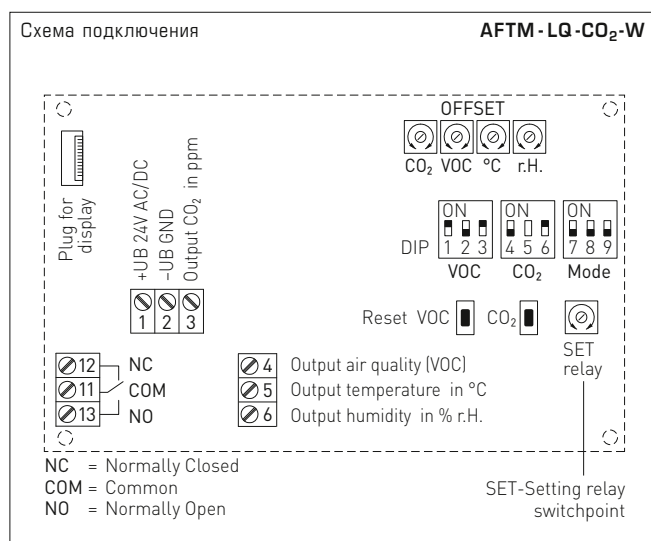 Схема подключения AFTM-LQ-CO₂-W
OFFSET
CO₂ VOC °C r.H.
Plug for
display
+UB 24V AC/DC
-UB GND
Output CO₂ in ppm
1 2 3
ON ON ON
DIP 1 2 3 4 5 6 7 8 9
VOC CO₂ Mode
Reset VOC CO₂
SET
relay
12 NC
11 COM
13 NO
4 Output air quality (VOC)
5 Output temperature in °C
6 Output humidity in % r.H.
NC = Normally Closed
COM = Common
NO = Normally Open
SET-Setting relay
switchpoint